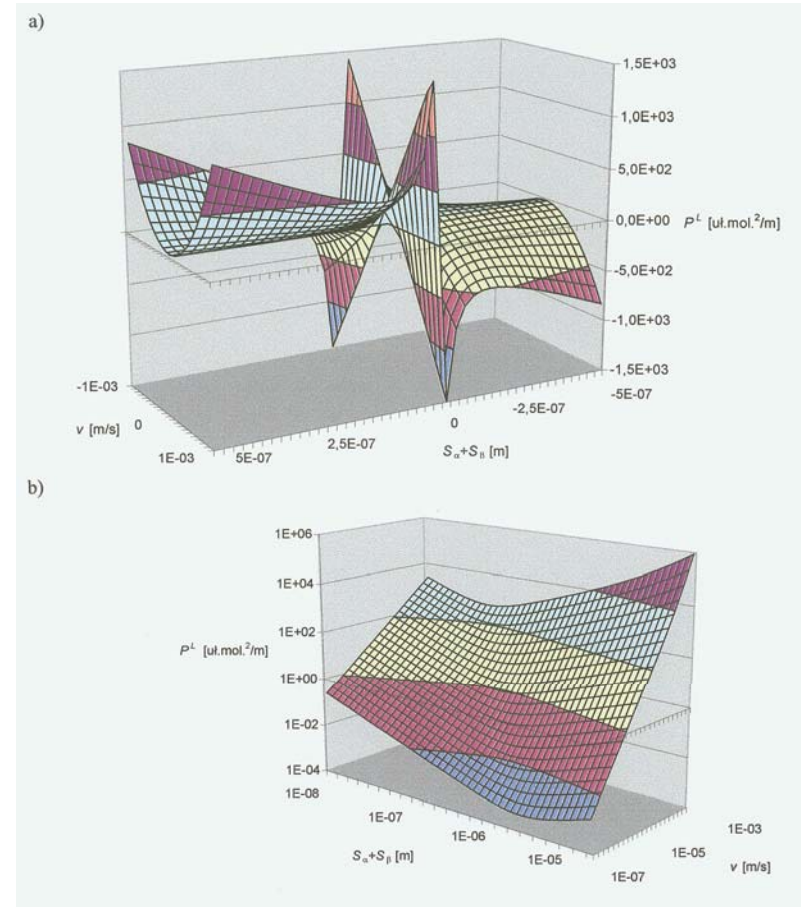 a)
1,5E+03
1,0E+03
5,0E+02
0,0E+00
P^L [uł.mol.²/m]
-5,0E+02
-1,0E+03
-1,5E+03
-1E-03
-5E-07
v [m/s]
0
-2,5E-07
0
1E-03
2,5E-07
5E-07
S_α+S_β [m]
b)
1E+06
1E+04
1E+02
P^L [uł.mol.²/m]
1E+00
1E-02
1E-04
1E-08
1E-07
1E-06
1E-05
S_α+S_β [m]
1E-03
1E-05
v [m/s]
1E-07